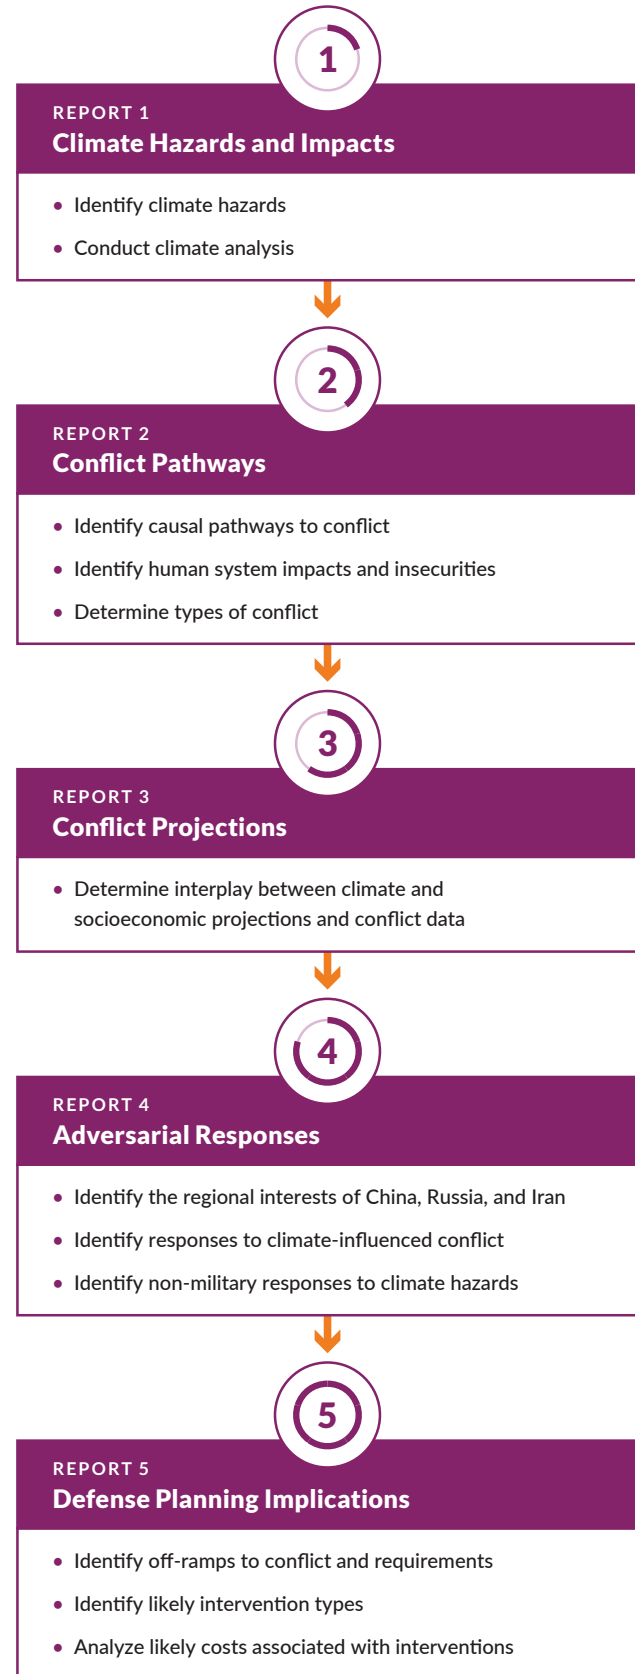 1
REPORT 1
Climate Hazards and Impacts
• Identify climate hazards
• Conduct climate analysis
2
REPORT 2
Conflict Pathways
• Identify causal pathways to conflict
• Identify human system impacts and insecurities
• Determine types of conflict
3
REPORT 3
Conflict Projections
• Determine interplay between climate and
socioeconomic projections and conflict data
4
REPORT 4
Adversarial Responses
• Identify the regional interests of China, Russia, and Iran
• Identify responses to climate-influenced conflict
• Identify non-military responses to climate hazards
5
REPORT 5
Defense Planning Implications
• Identify off-ramps to conflict and requirements
• Identify likely intervention types
• Analyze likely costs associated with interventions